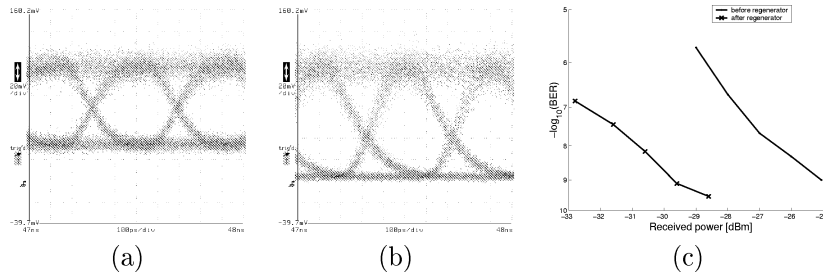 160.2mV
20mV
/div
trig'd
-39.7mV
47ns
100ps/div
48ns
(a)
160.2mV
20mV
/div
trig'd
-39.7mV
47ns
100ps/div
48ns
(b)
before regenerator
after regenerator
−log10(BER)
5
6
7
8
9
10
−33 −32 −31 −30 −29 −28 −27 −26
Received power [dBm]
(c)